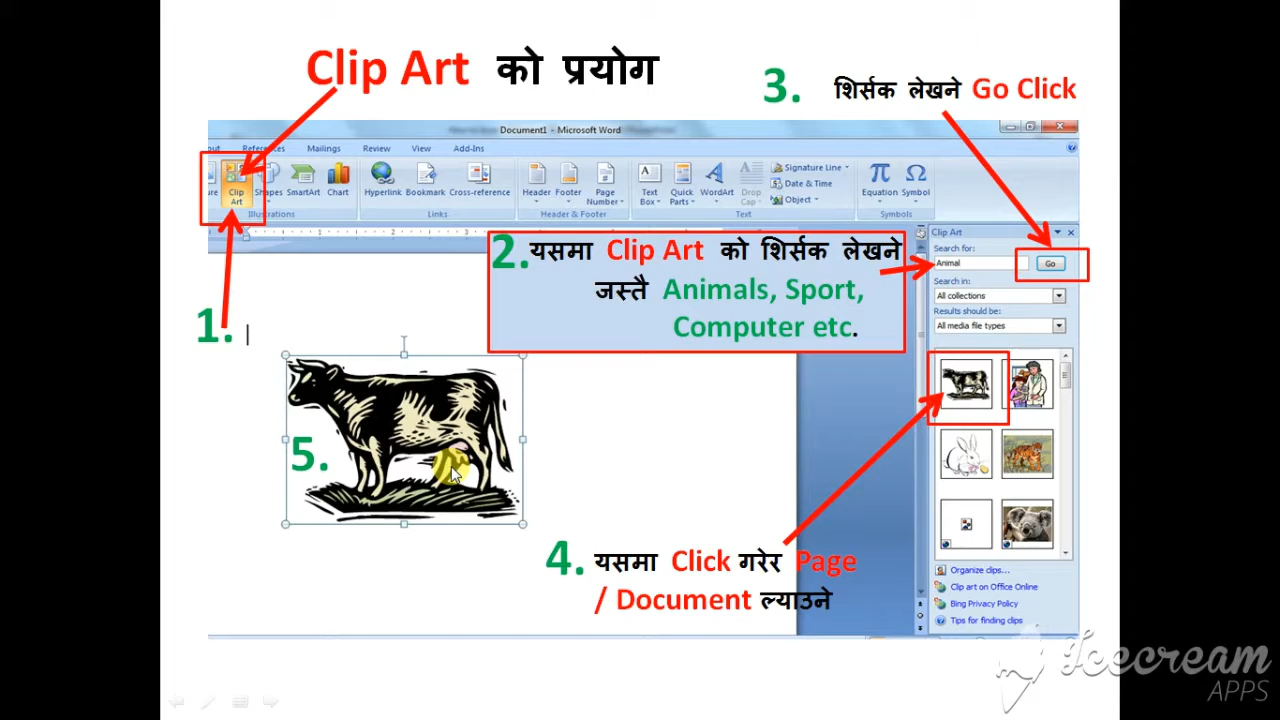 Clip Art को प्रयोग
3. शिर्सक लेखने Go Click
Document1 - Microsoft Word
References Mailings Review View Add-Ins
Clip Art Shapes SmartArt Chart Hyperlink Bookmark Cross-reference Header Footer Page Number Text Box Quick Parts WordArt Drop Cap Signature Line Date & Time Object Equation Symbol
Illustrations Links Header & Footer Text Symbols
Clip Art
Search for:
Animal Go
Search in:
All collections
Results should be:
All media file types
2. यसमा Clip Art को शिर्सक लेखने
जस्तै Animals, Sport,
Computer etc.
1.
5.
4. यसमा Click गरेर Page
/ Document ल्याउने
Organize clips...
Clip art on Office Online
Bing Privacy Policy
Tips for finding clips
Icecream
APPS